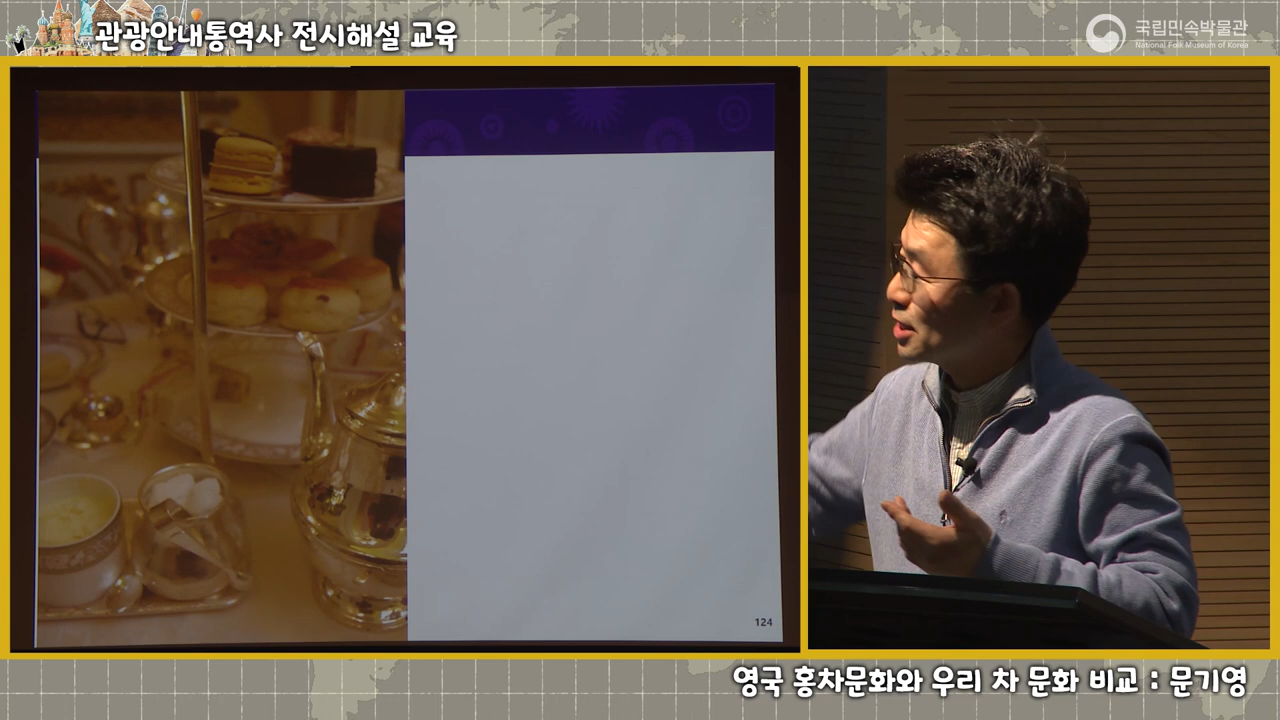 관광안내통역사 전시해설 교육
국립민속박물관
National Folk Museum of Korea
124
영국 홍차문화와 우리 차 문화 비교 : 문기영